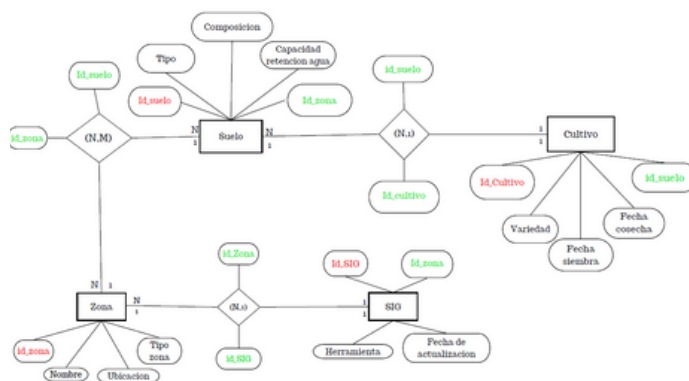 Composicion
Tipo
Capacidad
retencion agua
Id_suelo
Id_suelo
Id_zona
id_suelo
id_zona
(N,M)
N
1
Suelo
N
1
(N,1)
1
1
Cultivo
Id_cultivo
Id_Cultivo
id_suelo
Variedad
Fecha
cosecha
Fecha
siembra
id_Zona
Id_SIG
Id_zona
N
1
Zona
N
1
(N,1)
1
1
SIG
id_zona
Nombre
Ubicacion
Tipo
zona
id_SIG
Herramienta
Fecha de
actualizacion